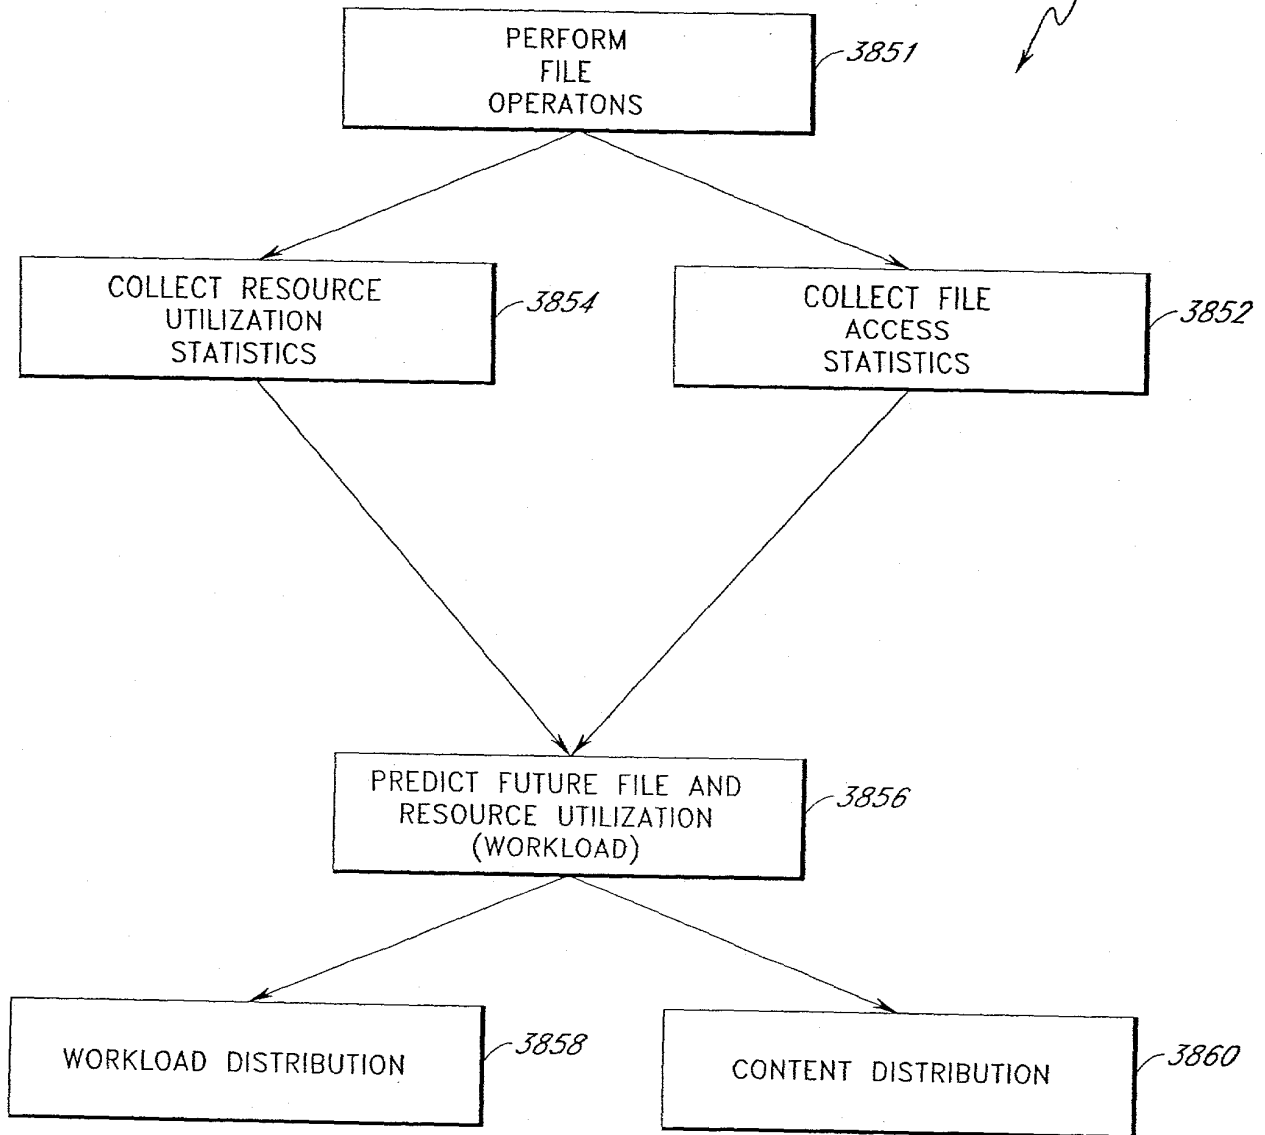 PERFORM
FILE
OPERATONS
3851
COLLECT RESOURCE
UTILIZATION
STATISTICS
3854
COLLECT FILE
ACCESS
STATISTICS
3852
PREDICT FUTURE FILE AND
RESOURCE UTILIZATION
(WORKLOAD)
3856
WORKLOAD DISTRIBUTION
3858
CONTENT DISTRIBUTION
3860